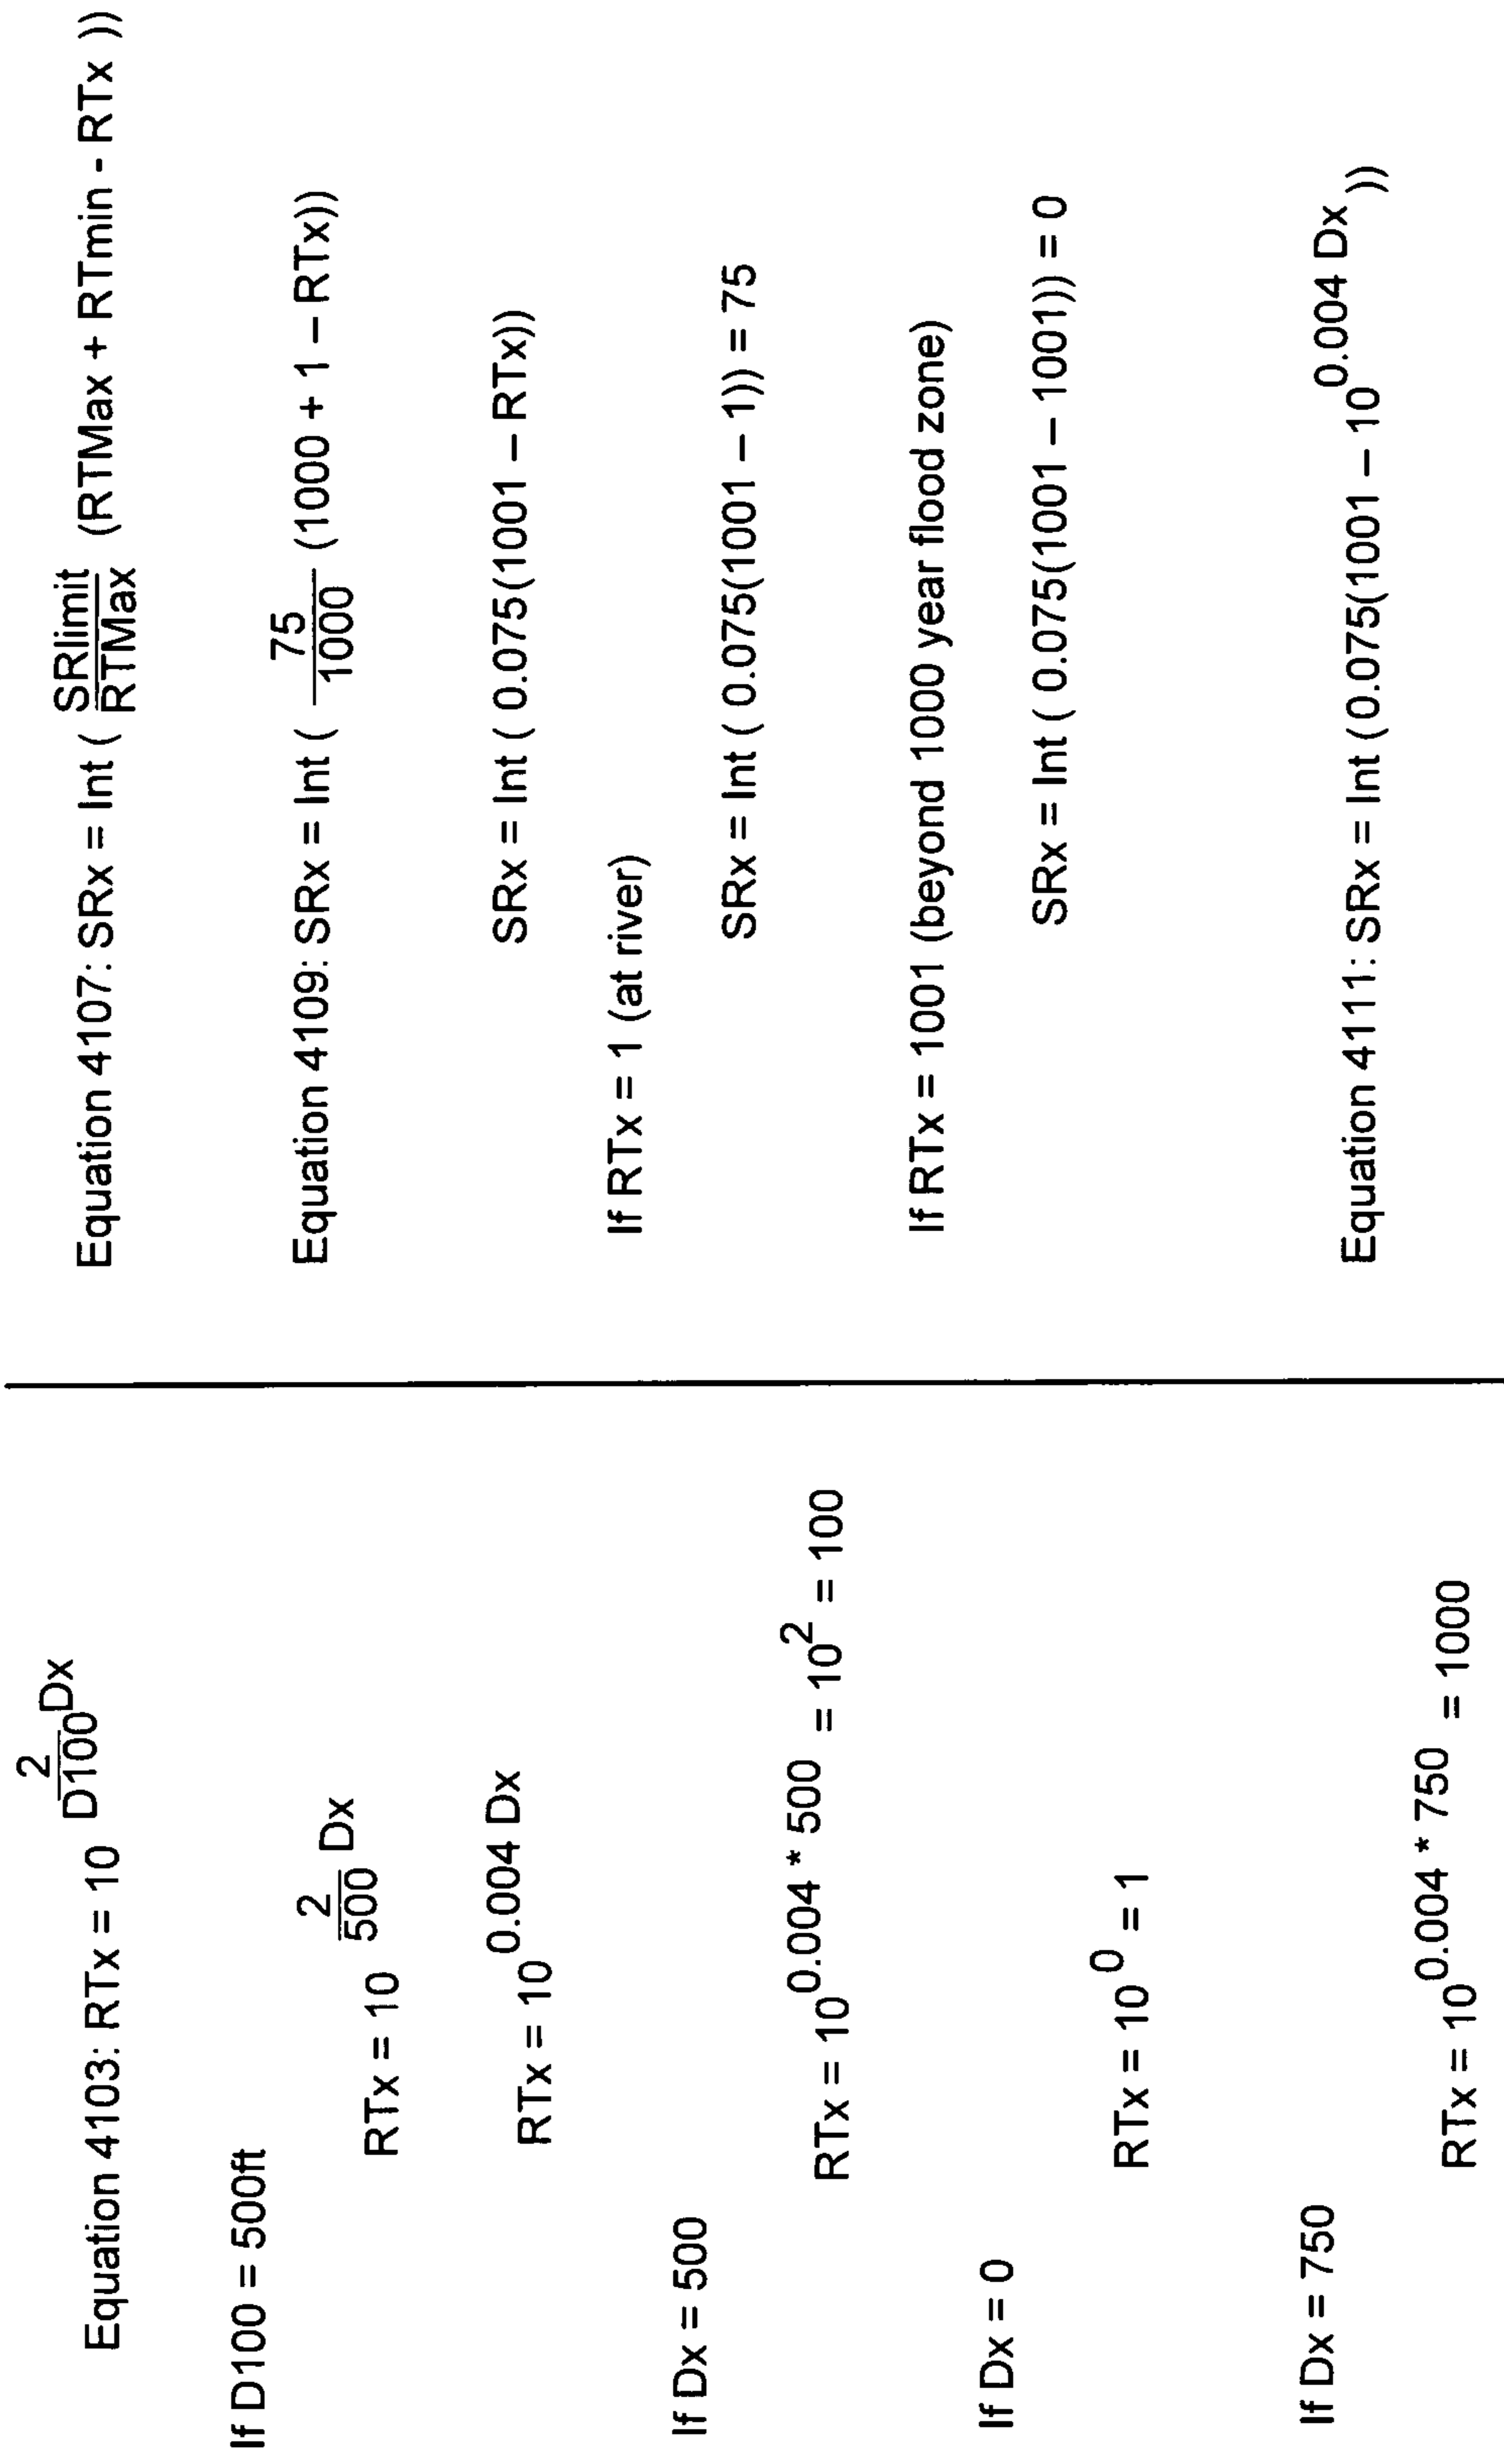 Equation 4103: RTx = 10^(2/D100 Dx)
If D100 = 500ft
RTx = 10^(2/500 Dx)
RTx = 10^(0.004 Dx)
If Dx = 500
RTx = 10^(0.004 * 500) = 10^2 = 100
If Dx = 0
RTx = 10^0 = 1
If Dx = 750
RTx = 10^(0.004 * 750) = 1000
Equation 4107: SRx = Int ( SRlimit/RTMax (RTMax + RTmin - RTx ))
Equation 4109: SRx = Int ( 75/1000 (1000 + 1 – RTx))
SRx = Int ( 0.075(1001 – RTx))
If RTx = 1 (at river)
SRx = Int ( 0.075(1001 – 1)) = 75
If RTx = 1001 (beyond 1000 year flood zone)
SRx = Int ( 0.075(1001 – 1001)) = 0
Equation 4111: SRx = Int (0.075(1001 – 10^(0.004 Dx) ))